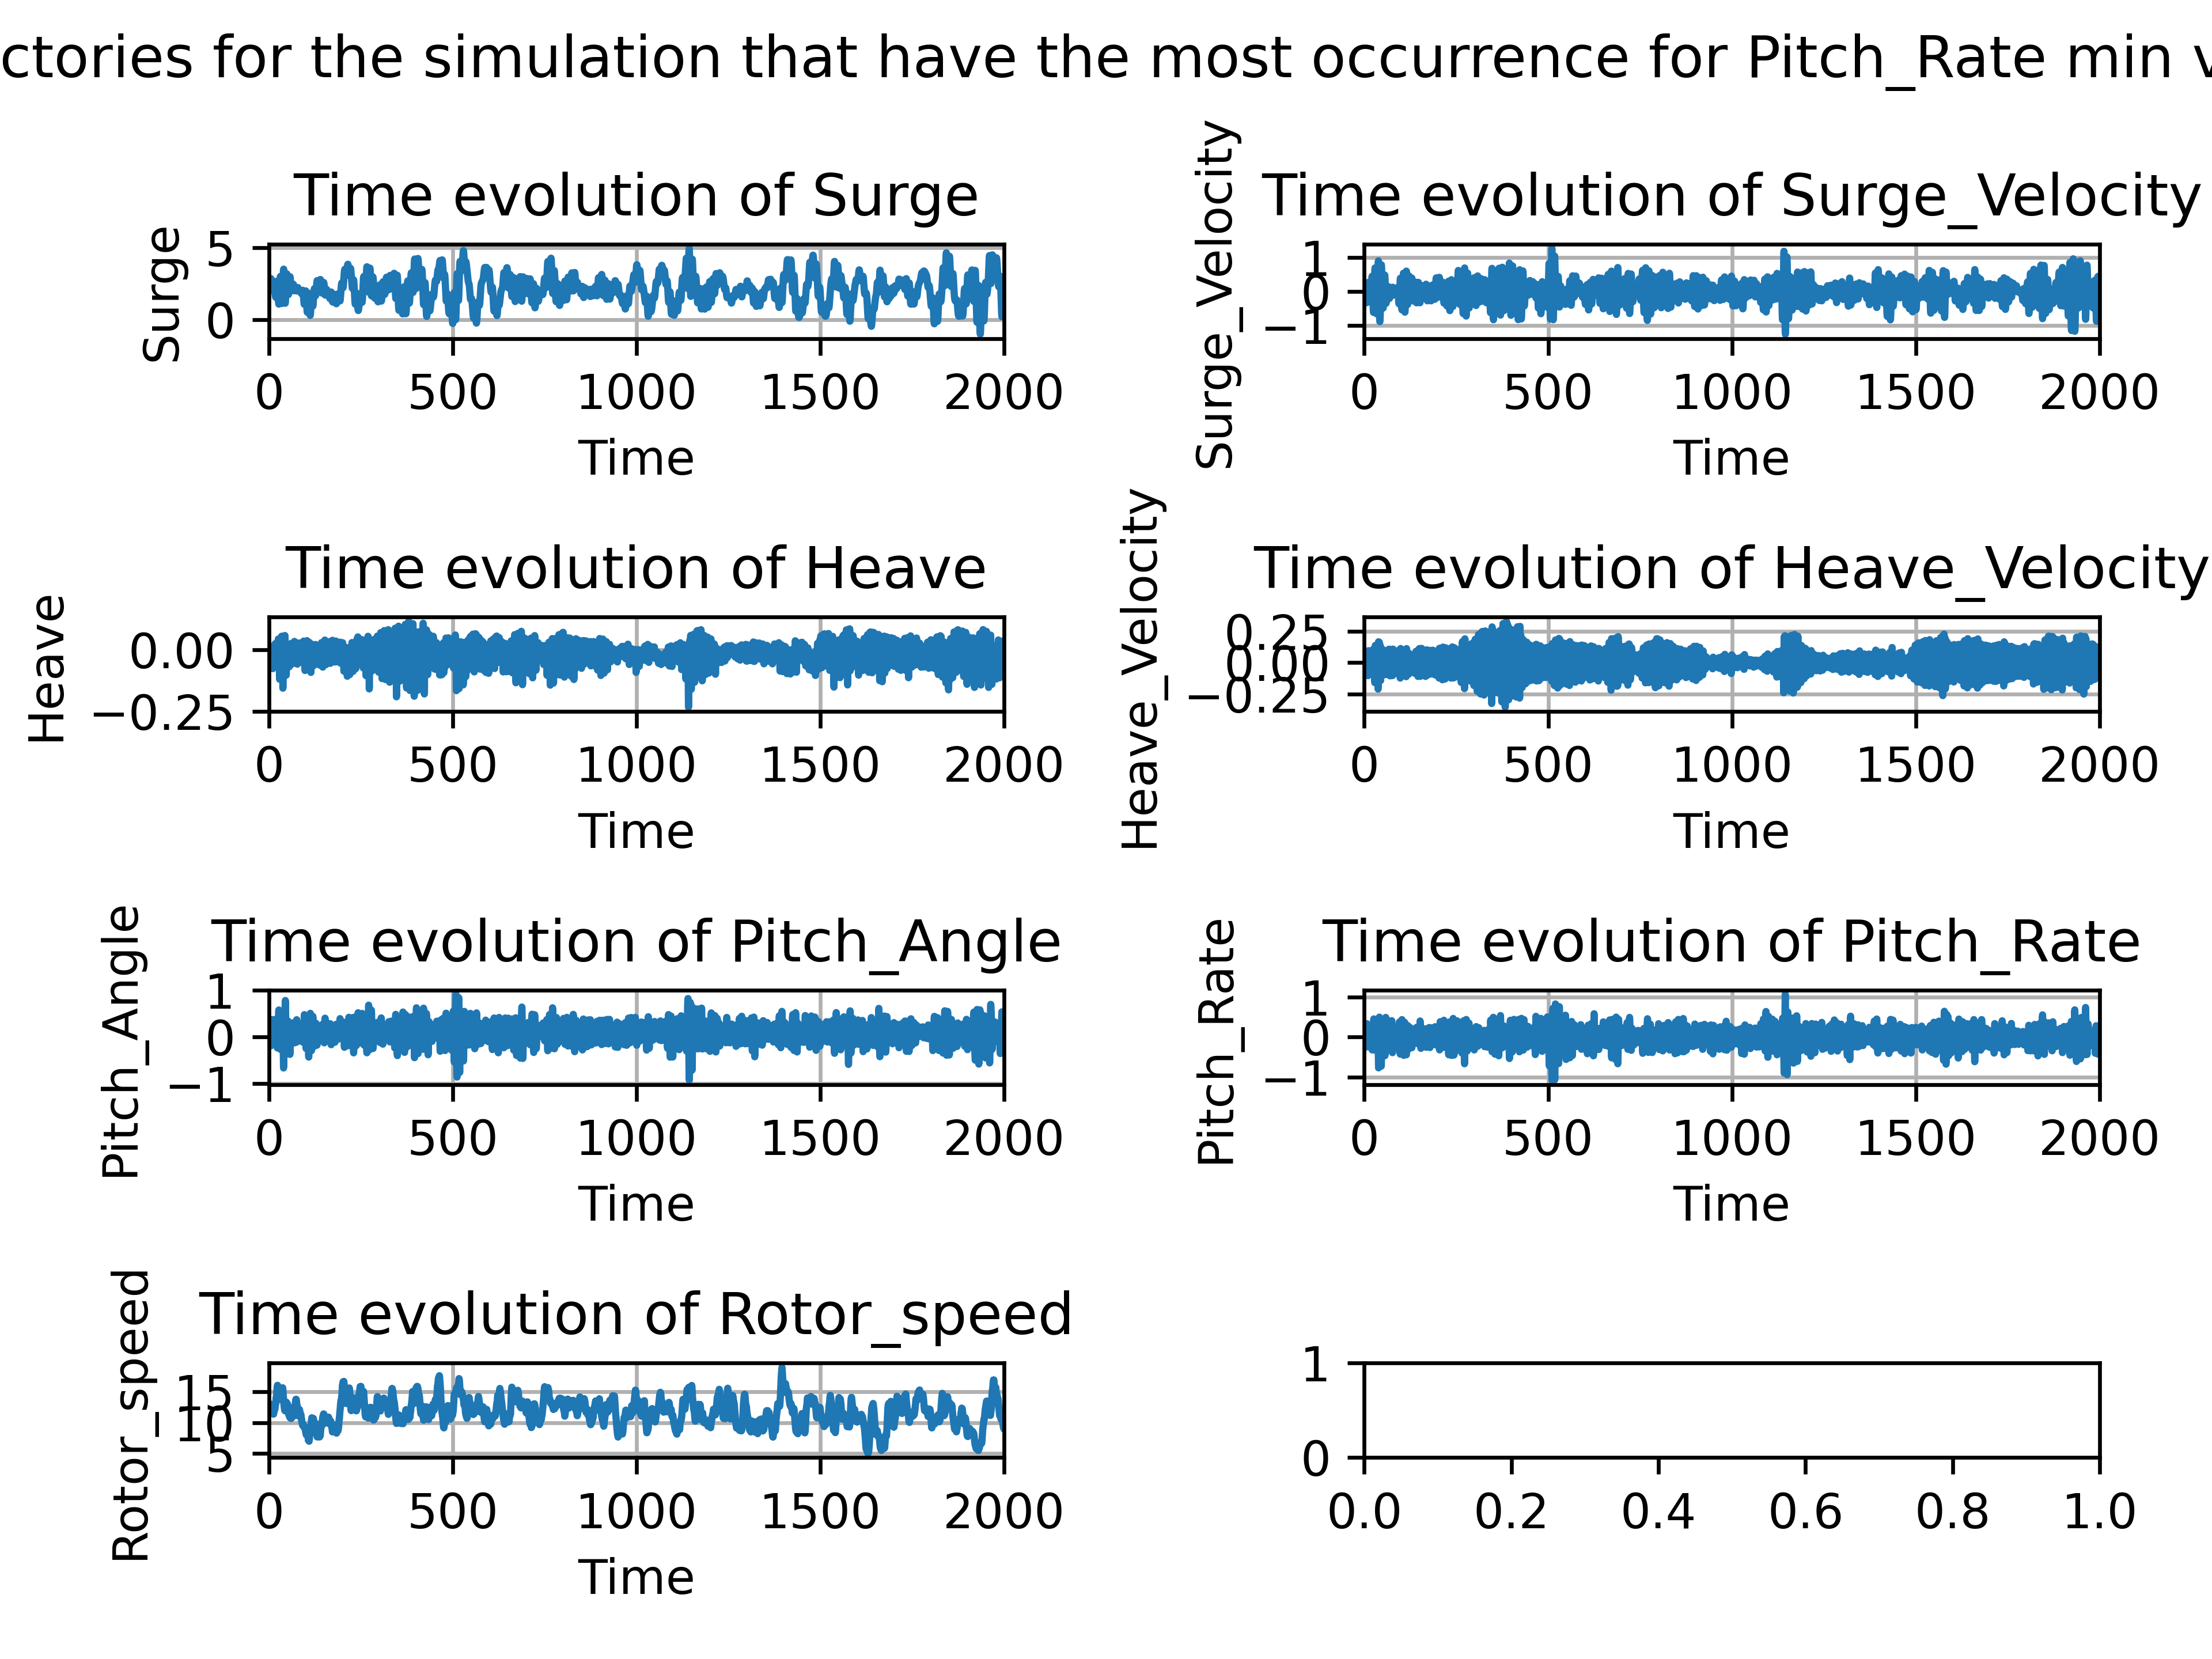 ctories for the simulation that have the most occurrence for Pitch_Rate min v
Time evolution of Surge
Surge
5
0
0 500 1000 1500 2000
Time
Time evolution of Surge_Velocity
Surge_Velocity
1
0
−1
0 500 1000 1500 2000
Time
Time evolution of Heave
Heave
0.00
−0.25
0 500 1000 1500 2000
Time
Time evolution of Heave_Velocity
Heave_Velocity
0.25
0.00
−0.25
0 500 1000 1500 2000
Time
Time evolution of Pitch_Angle
Pitch_Angle
1
0
−1
0 500 1000 1500 2000
Time
Time evolution of Pitch_Rate
Pitch_Rate
1
0
−1
0 500 1000 1500 2000
Time
Time evolution of Rotor_speed
Rotor_speed
15
10
5
0 500 1000 1500 2000
Time
1
0
0.0 0.2 0.4 0.6 0.8 1.0